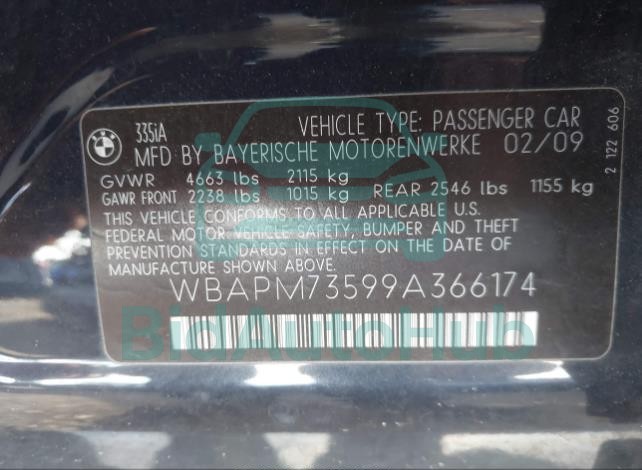 BMW
335iA
VEHICLE TYPE: PASSENGER CAR
MFD BY BAYERISCHE MOTORENWERKE 02/09
GVWR 4663 lbs 2115 kg
GAWR FRONT 2238 lbs 1015 kg REAR 2546 lbs 1155 kg
THIS VEHICLE CONFORMS TO ALL APPLICABLE U.S.
FEDERAL MOTOR VEHICLE SAFETY, BUMPER AND THEFT
PREVENTION STANDARDS IN EFFECT ON THE DATE OF
MANUFACTURE SHOWN ABOVE.
WBAPM73599A366174
2 122 606
BidAutoHub